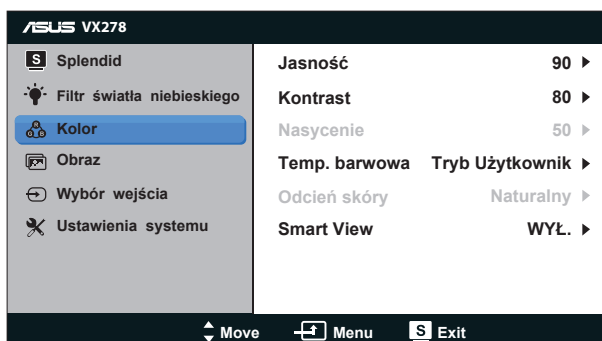 ASUS VX278
S Splendid
Filtr światła niebieskiego
Kolor
Obraz
Wybór wejścia
Ustawienia systemu
Jasność 90
Kontrast 80
Nasycenie 50
Temp. barwowa Tryb Użytkownik
Odcień skóry Naturalny
Smart View WYŁ.
Move Menu S Exit